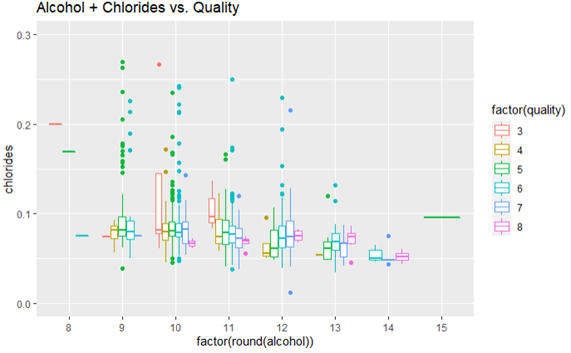 Alcohol + Chlorides vs. Quality
0.3
0.2
0.1
0.0
chlorides
8 9 10 11 12 13 14 15
factor(round(alcohol))
factor(quality)
3
4
5
6
7
8